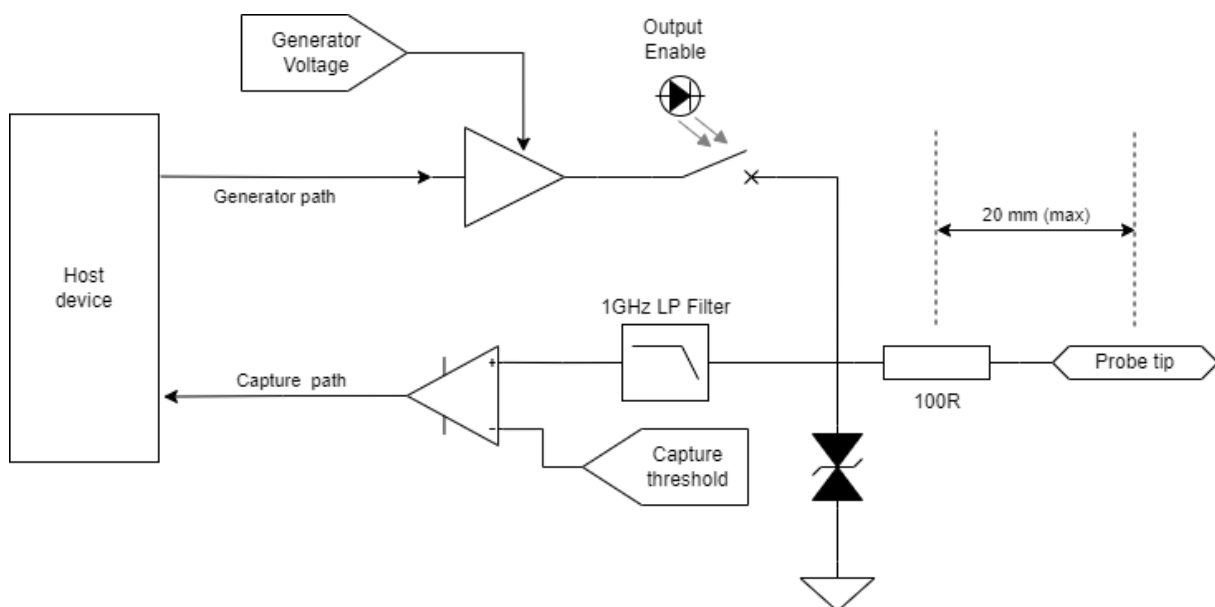 Generator
Voltage
Output
Enable
Generator path
20 mm (max)
Host
device
1GHz LP Filter
+
Probe tip
Capture path
100R
-
Capture
threshold